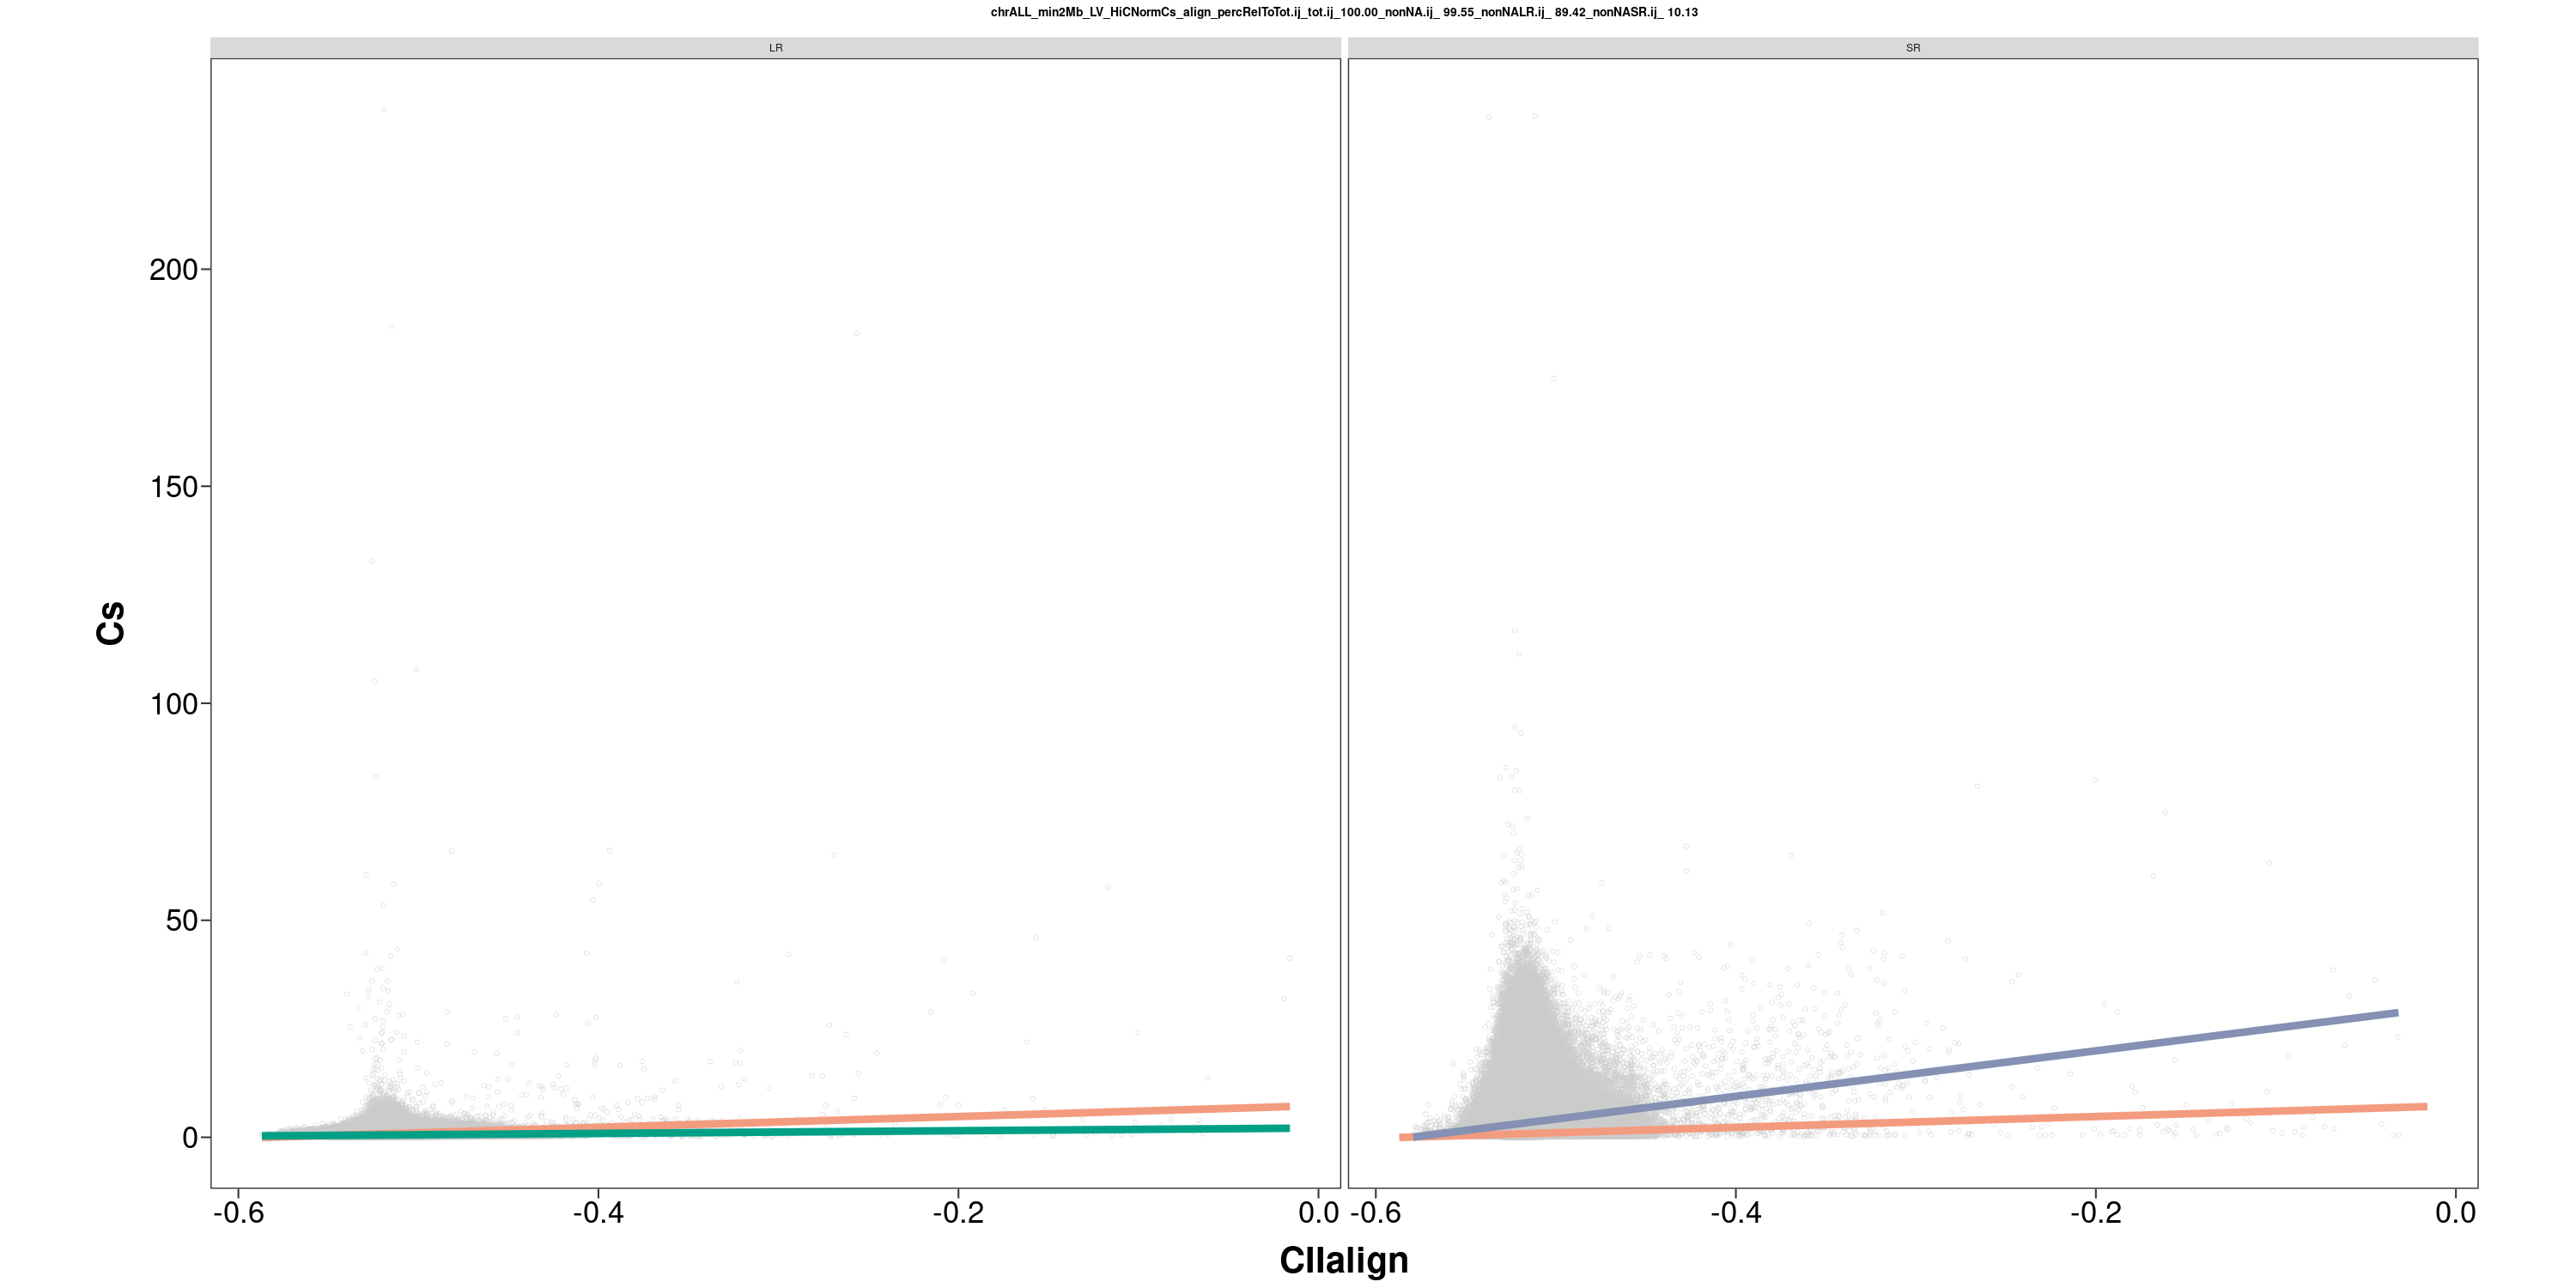 chrALL_min2Mb_LV_HiCNormCs_align_percRelToTot.ij_tot.ij_100.00_nonNA.ij_ 99.55_nonNALR.ij_ 89.42_nonNASR.ij_ 10.13
LR
SR
200
150
100
50
0
Cs
-0.6
-0.4
-0.2
0.0
-0.6
-0.4
-0.2
0.0
CIIalign